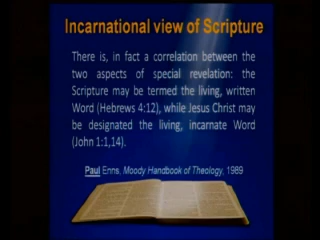 Incarnational view of Scripture
There is, in fact a correlation between the
two aspects of special revelation: the
Scripture may be termed the living, written
Word (Hebrews 4:12), while Jesus Christ may
be designated the living, incarnate Word
(John 1:1,14).
Paul Enns, Moody Handbook of Theology, 1989